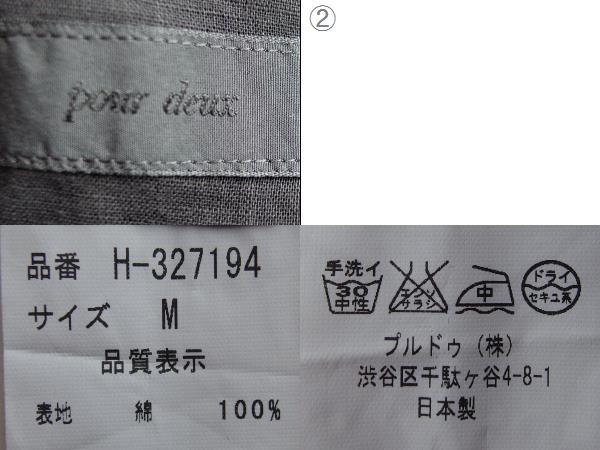 pour deux
②
品番 H-327194
サイズ M
品質表示
表地 綿 100%
手洗イ 30 中性
エンソ サラシ
中
ドライ セキユ系
プルドゥ (株)
渋谷区千駄ヶ谷4-8-1
日本製